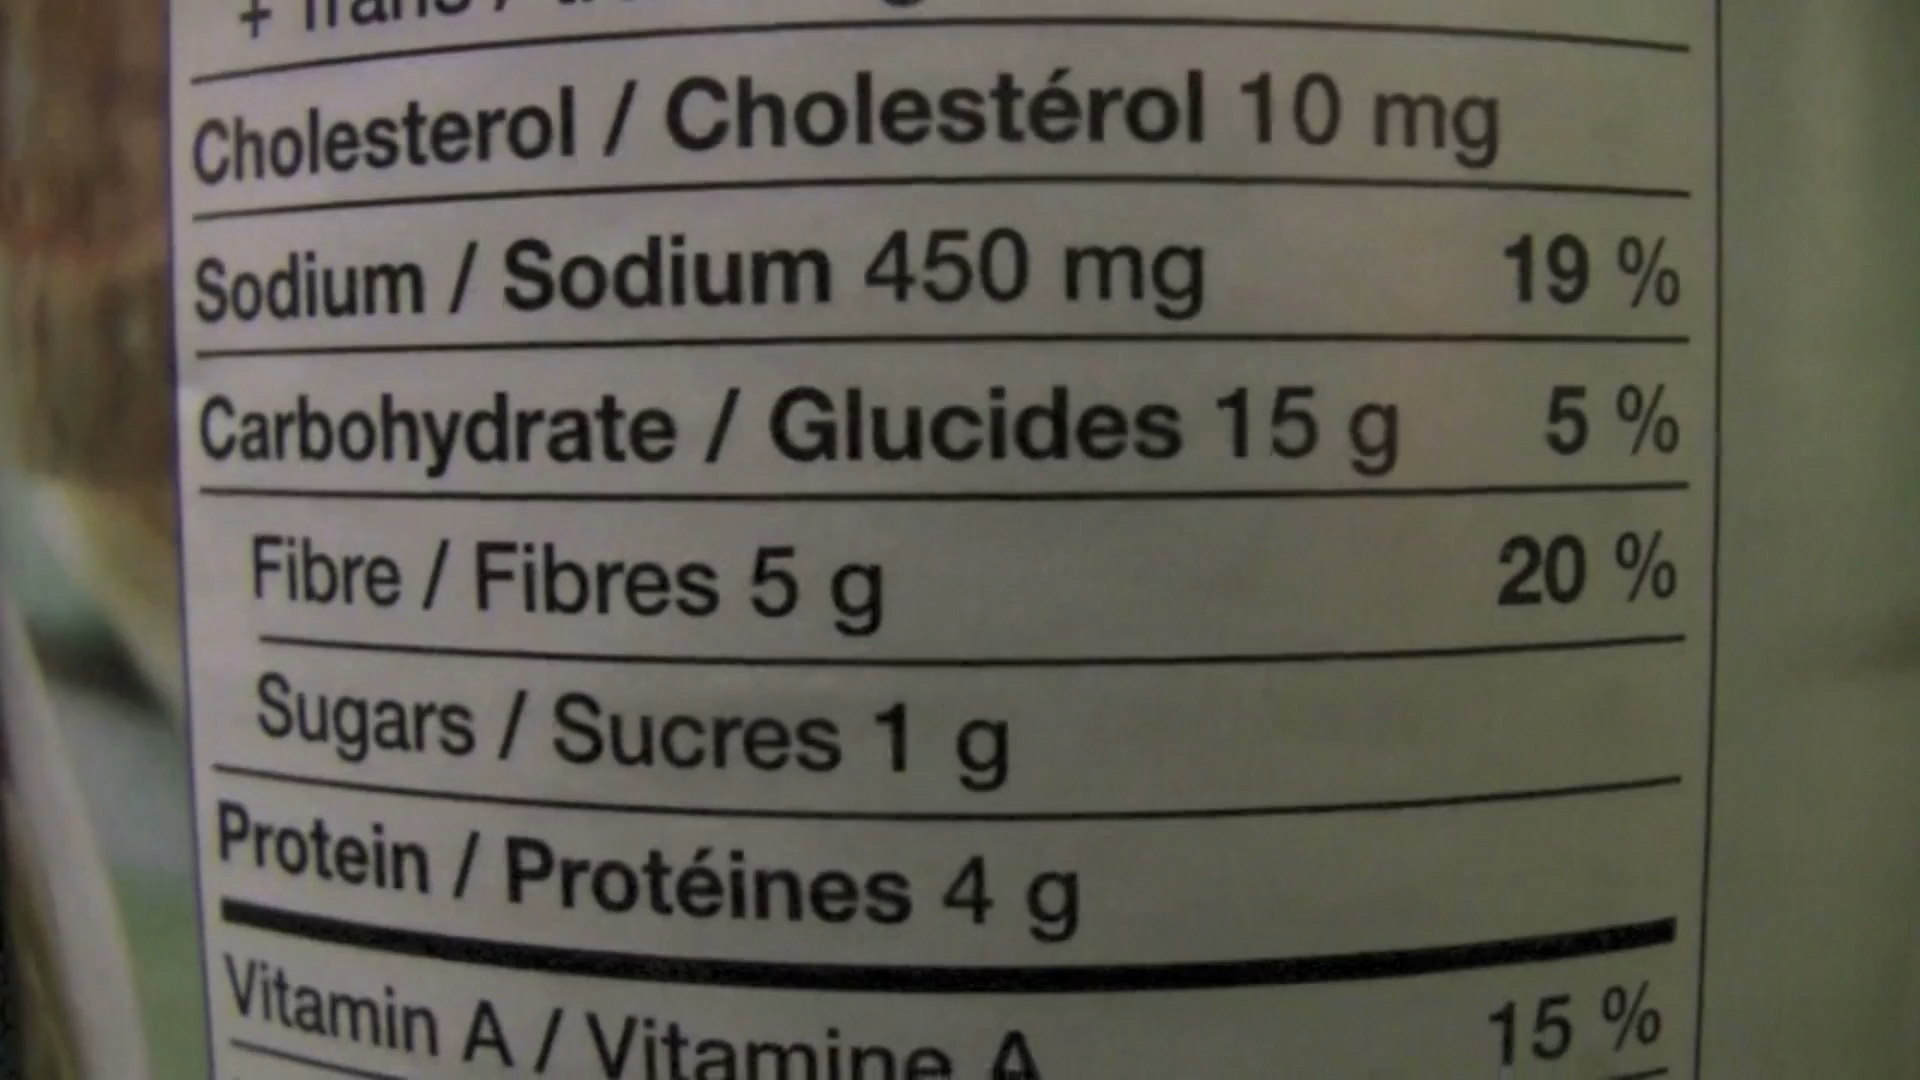 + Trans /
Cholesterol / Cholestérol 10 mg
Sodium / Sodium 450 mg 19 %
Carbohydrate / Glucides 15 g 5 %
Fibre / Fibres 5 g 20 %
Sugars / Sucres 1 g
Protein / Protéines 4 g
Vitamin A / Vitamine A 15 %